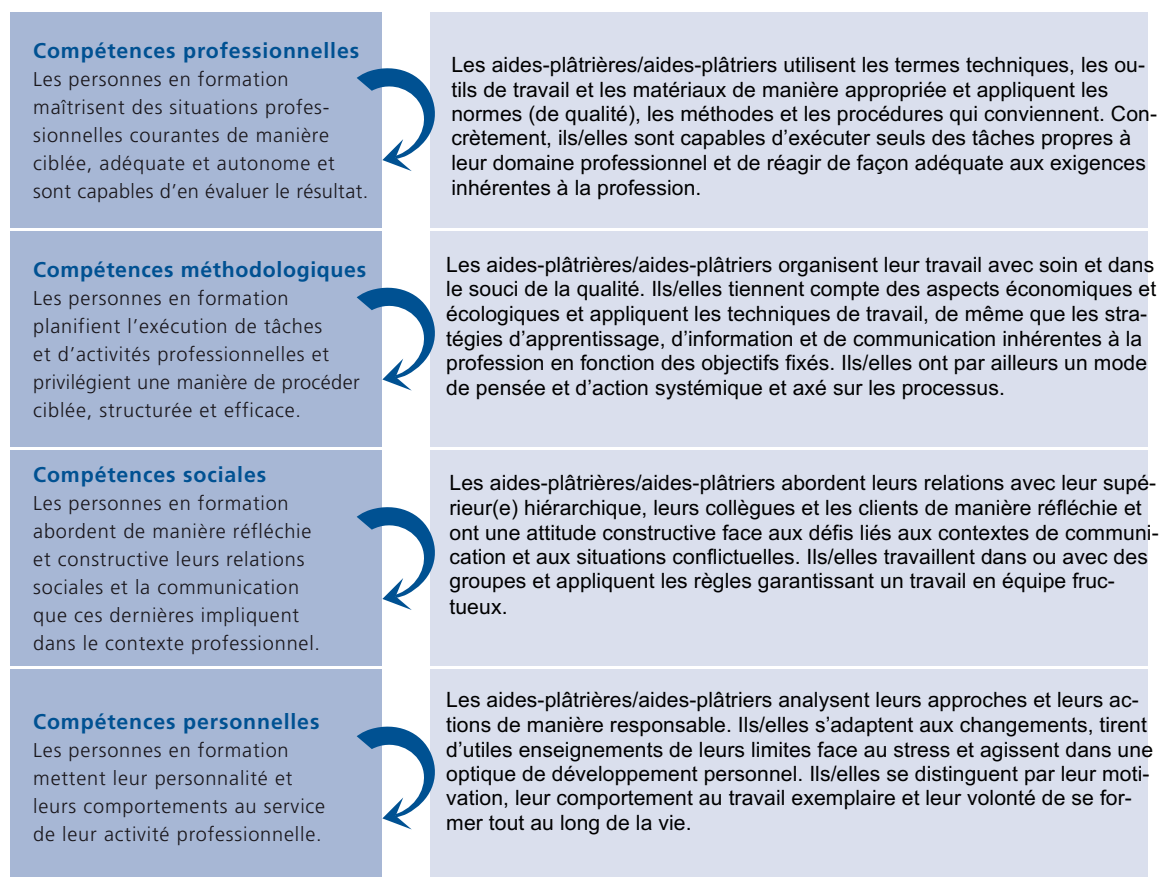 Compétences professionnelles
Les personnes en formation
maîtrisent des situations profes-
sionnelles courantes de manière
ciblée, adéquate et autonome et
sont capables d'en évaluer le résultat.
Les aides-plâtrières/aides-plâtriers utilisent les termes techniques, les ou-
tils de travail et les matériaux de manière appropriée et appliquent les
normes (de qualité), les méthodes et les procédures qui conviennent. Con-
crètement, ils/elles sont capables d'exécuter seuls des tâches propres à
leur domaine professionnel et de réagir de façon adéquate aux exigences
inhérentes à la profession.
Compétences méthodologiques
Les personnes en formation
planifient l'exécution de tâches
et d'activités professionnelles et
privilégient une manière de procéder
ciblée, structurée et efficace.
Les aides-plâtrières/aides-plâtriers organisent leur travail avec soin et dans
le souci de la qualité. Ils/elles tiennent compte des aspects économiques et
écologiques et appliquent les techniques de travail, de même que les stra-
tégies d'apprentissage, d'information et de communication inhérentes à la
profession en fonction des objectifs fixés. Ils/elles ont par ailleurs un mode
de pensée et d'action systémique et axé sur les processus.
Compétences sociales
Les personnes en formation
abordent de manière réfléchie
et constructive leurs relations
sociales et la communication
que ces dernières impliquent
dans le contexte professionnel.
Les aides-plâtrières/aides-plâtriers abordent leurs relations avec leur supé-
rieur(e) hiérarchique, leurs collègues et les clients de manière réfléchie et
ont une attitude constructive face aux défis liés aux contextes de communi-
cation et aux situations conflictuelles. Ils/elles travaillent dans ou avec des
groupes et appliquent les règles garantissant un travail en équipe fruc-
tueux.
Compétences personnelles
Les personnes en formation
mettent leur personnalité et
leurs comportements au service
de leur activité professionnelle.
Les aides-plâtrières/aides-plâtriers analysent leurs approches et leurs ac-
tions de manière responsable. Ils/elles s'adaptent aux changements, tirent
d'utiles enseignements de leurs limites face au stress et agissent dans une
optique de développement personnel. Ils/elles se distinguent par leur moti-
vation, leur comportement au travail exemplaire et leur volonté de se for-
mer tout au long de la vie.